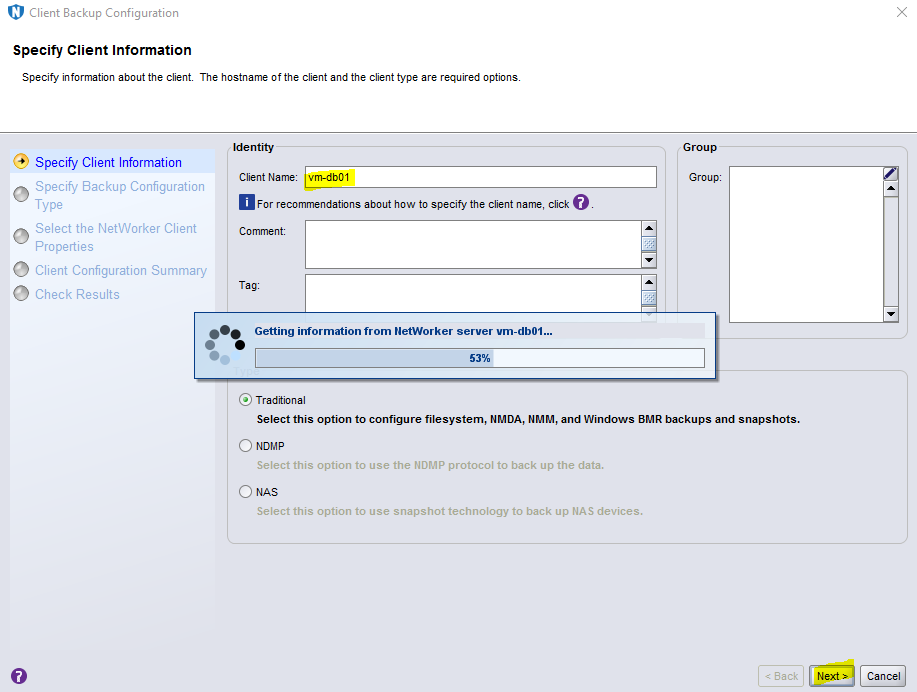 Client Backup Configuration
Specify Client Information
Specify information about the client. The hostname of the client and the client type are required options.
Specify Client Information
Specify Backup Configuration
Type
Select the NetWorker Client
Properties
Client Configuration Summary
Check Results
Identity
Client Name: vm-db01
For recommendations about how to specify the client name, click ? .
Comment:
Tag:
Group
Group:
Getting information from NetWorker server vm-db01...
53%
Traditional
Select this option to configure filesystem, NMDA, NMM, and Windows BMR backups and snapshots.
NDMP
Select this option to use the NDMP protocol to back up the data.
NAS
Select this option to use snapshot technology to back up NAS devices.
?
< Back Next > Cancel